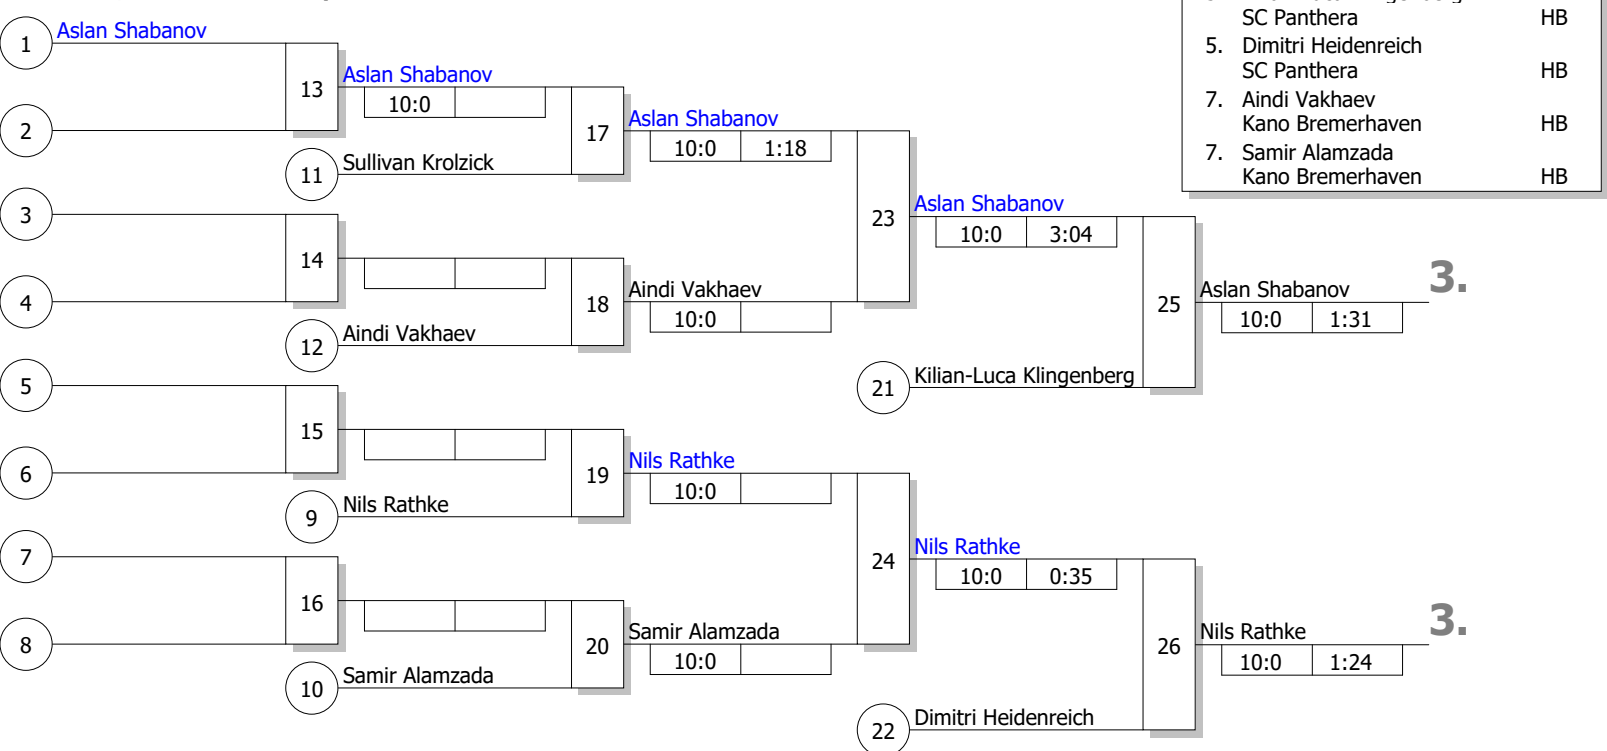 SC Panthera HB
5. Dimitri Heidenreich
SC Panthera HB
7. Aindi Vakhaev
Kano Bremerhaven HB
7. Samir Alamzada
Kano Bremerhaven HB
1 Aslan Shabanov
13 Aslan Shabanov
10:0
2
17 Aslan Shabanov
10:0 1:18
11 Sullivan Krolzick
3
23 Aslan Shabanov
10:0 3:04
14
4
18 Aindi Vakhaev
10:0
12 Aindi Vakhaev
25 Aslan Shabanov 3.
10:0 1:31
5
21 Kilian-Luca Klingenberg
15
6
19 Nils Rathke
10:0
9 Nils Rathke
7
24 Nils Rathke
10:0 0:35
16
8
20 Samir Alamzada
10:0
10 Samir Alamzada
26 Nils Rathke 3.
10:0 1:24
22 Dimitri Heidenreich